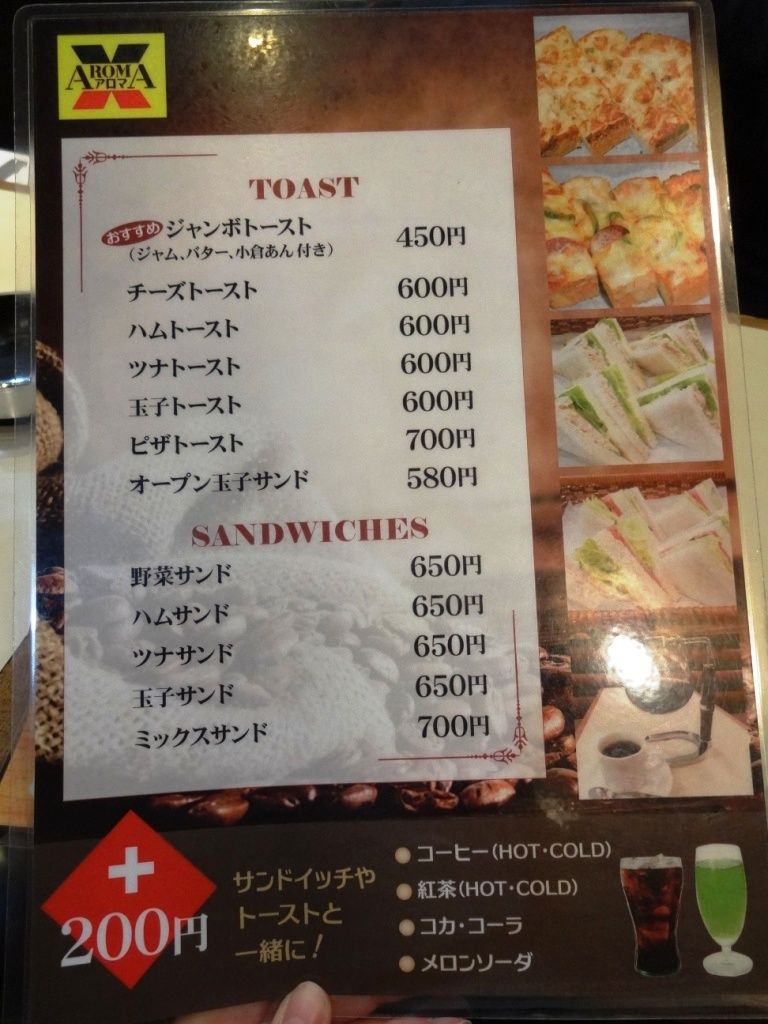 AROMA
アロマ
TOAST
おすすめ ジャンボトースト 450円
(ジャム、バター、小倉あん付き)
チーズトースト 600円
ハムトースト 600円
ツナトースト 600円
玉子トースト 600円
ピザトースト 700円
オープン玉子サンド 580円
SANDWICHES
野菜サンド 650円
ハムサンド 650円
ツナサンド 650円
玉子サンド 650円
ミックスサンド 700円
+
200円
サンドイッチや
トーストと
一緒に!
コーヒー(HOT・COLD)
紅茶(HOT・COLD)
コカ・コーラ
メロンソーダ